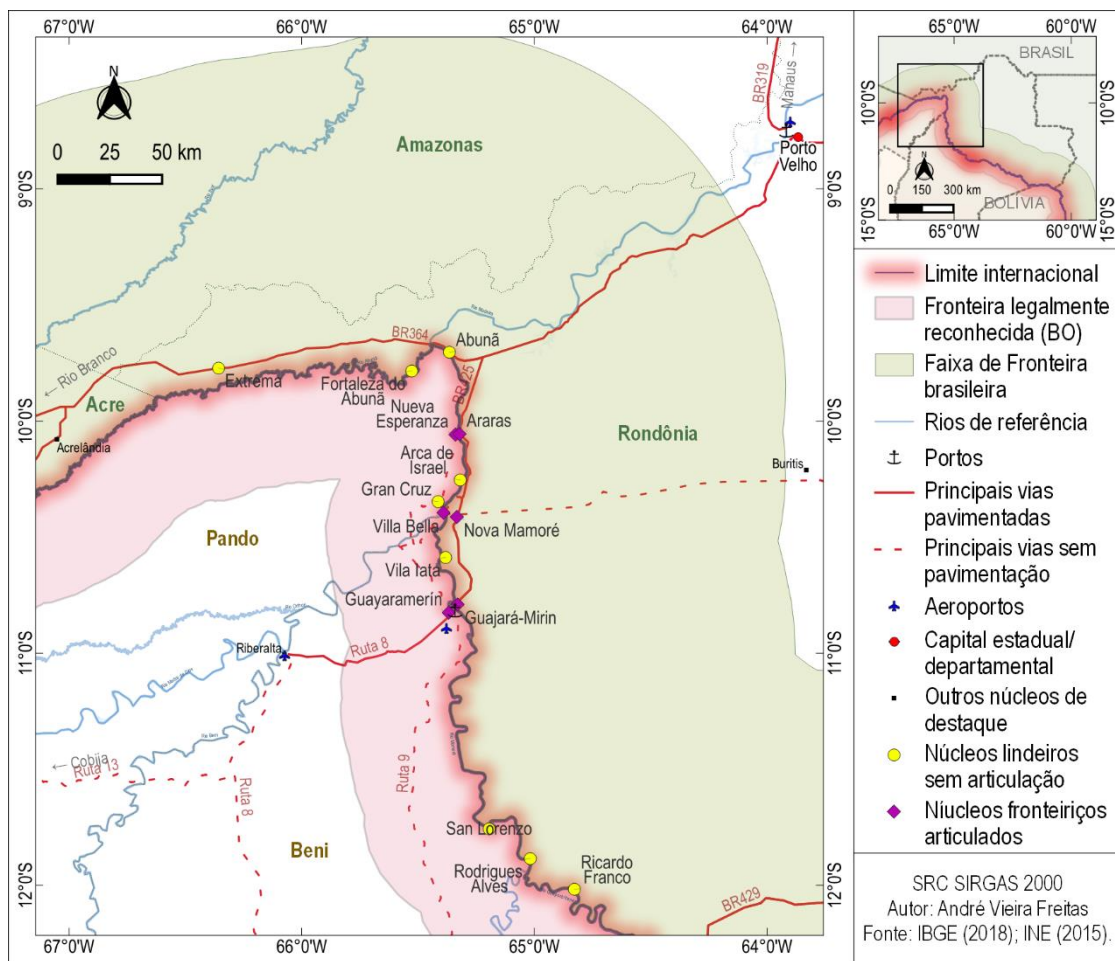 67°0'W 66°0'W 65°0'W 64°0'W
N
0 25 50 km
9°S
10°0'S
11°0'S
12°0'S
Amazonas
BR319
Manaus →
Porto
Velho
← Rio Branco
BR364
Abunã
Extrema
Fortaleza do
Abunã
BR425
Acre
Nueva
Esperanza
Araras
Acrelândia
Rondônia
Arca de
Israel
Buritis
Gran Cruz
Villa Bella
Nova Mamoré
Pando
Vila Iata
Guayaramerín
Guajará-Mirin
Riberalta
Ruta 8
← Cobija
Ruta 13
Ruta 8
Ruta 9
San Lorenzo
Beni
Rodrigues
Alves
Ricardo
Franco
BR429
9°S
10°0'S
11°0'S
12°0'S
67°0'W 66°0'W 65°0'W 64°0'W
65°0'W 60°0'W
BRASIL
10°0'S
N
0 150 300 km
BOLÍVIA
15°0'S
10°0'S
15°0'S
65°0'W 60°0'W
Limite internacional
Fronteira legalmente
reconhecida (BO)
Faixa de Fronteira
brasileira
Rios de referência
Portos
Principais vias
pavimentadas
Principais vias sem
pavimentação
Aeroportos
Capital estadual/
departamental
Outros núcleos de
destaque
Núcleos lindeiros
sem articulação
Níucleos fronteiriços
articulados
SRC SIRGAS 2000
Autor: André Vieira Freitas
Fonte: IBGE (2018); INE (2015).